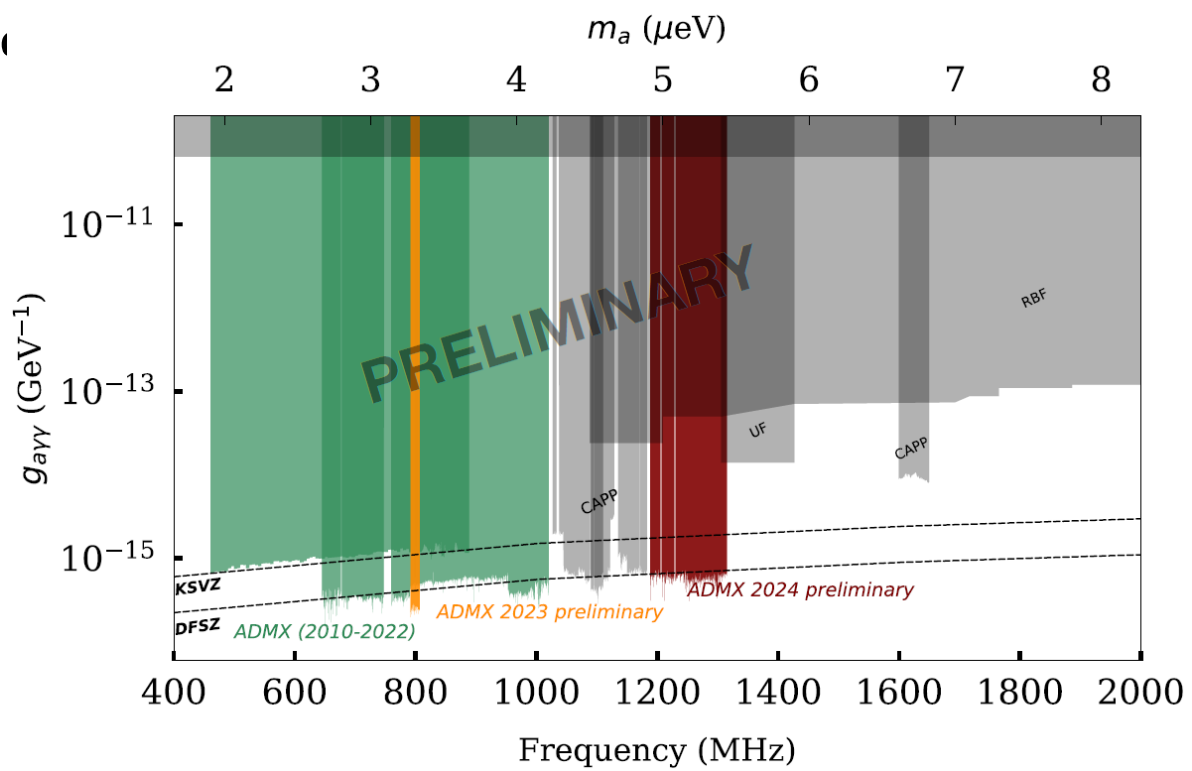 mₐ (μeV)
2 3 4 5 6 7 8
10⁻¹¹
10⁻¹³
10⁻¹⁵
g_aγγ (GeV⁻¹)
PRELIMINARY
RBF
UF
CAPP
CAPP
KSVZ
DFSZ
ADMX (2010-2022)
ADMX 2023 preliminary
ADMX 2024 preliminary
400 600 800 1000 1200 1400 1600 1800 2000
Frequency (MHz)